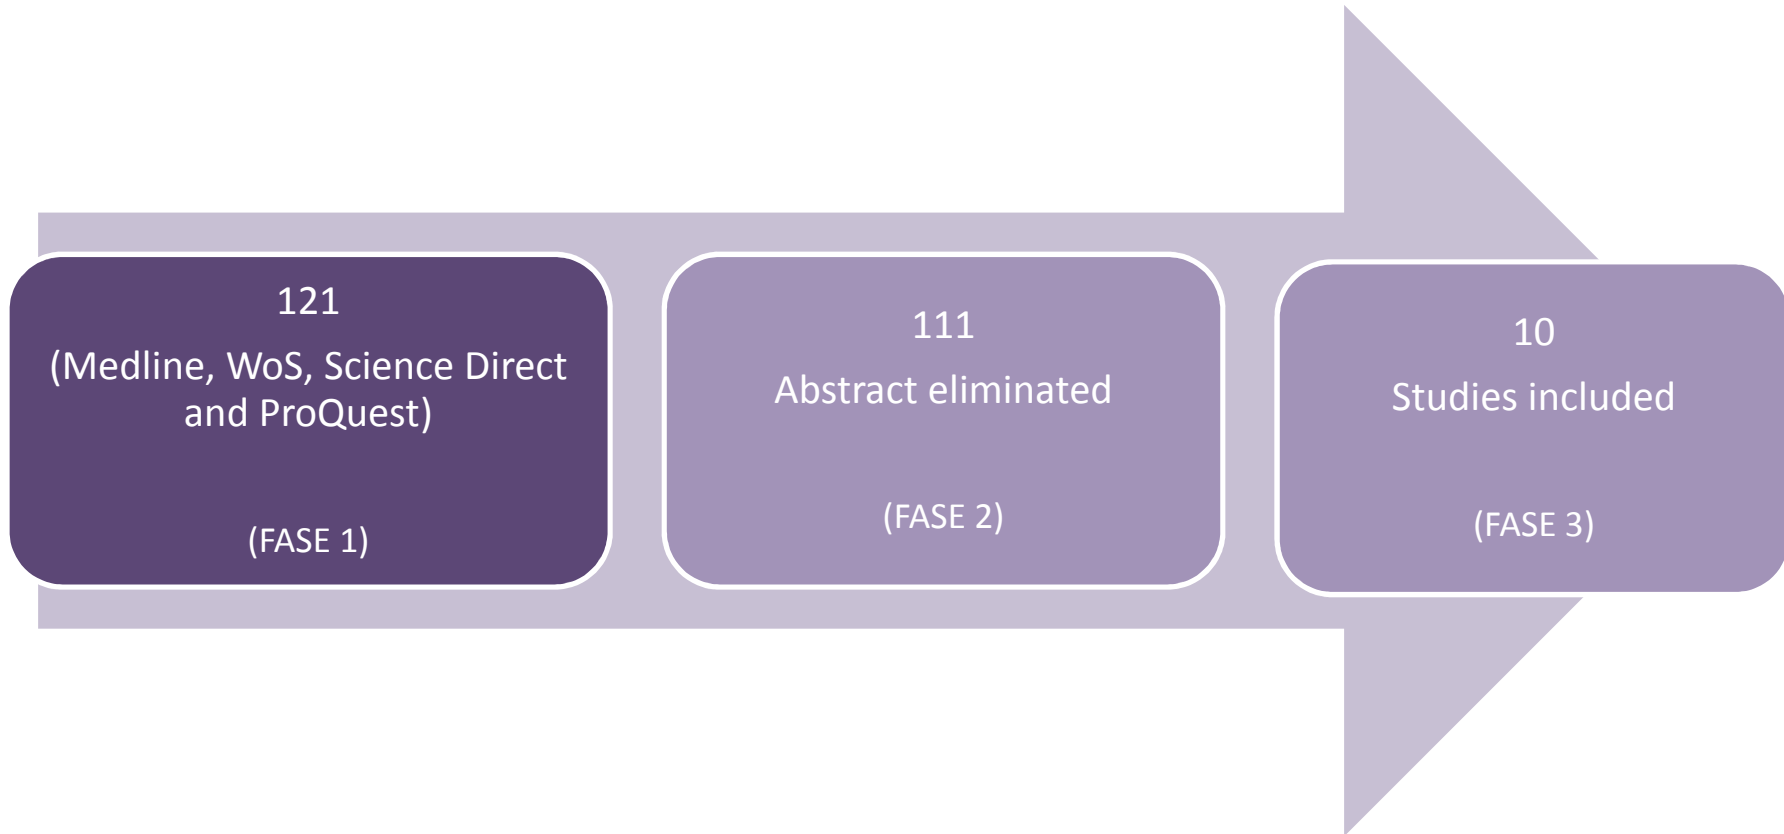 121
(Medline, WoS, Science Direct
and ProQuest)
(FASE 1)
111
Abstract eliminated
(FASE 2)
10
Studies included
(FASE 3)